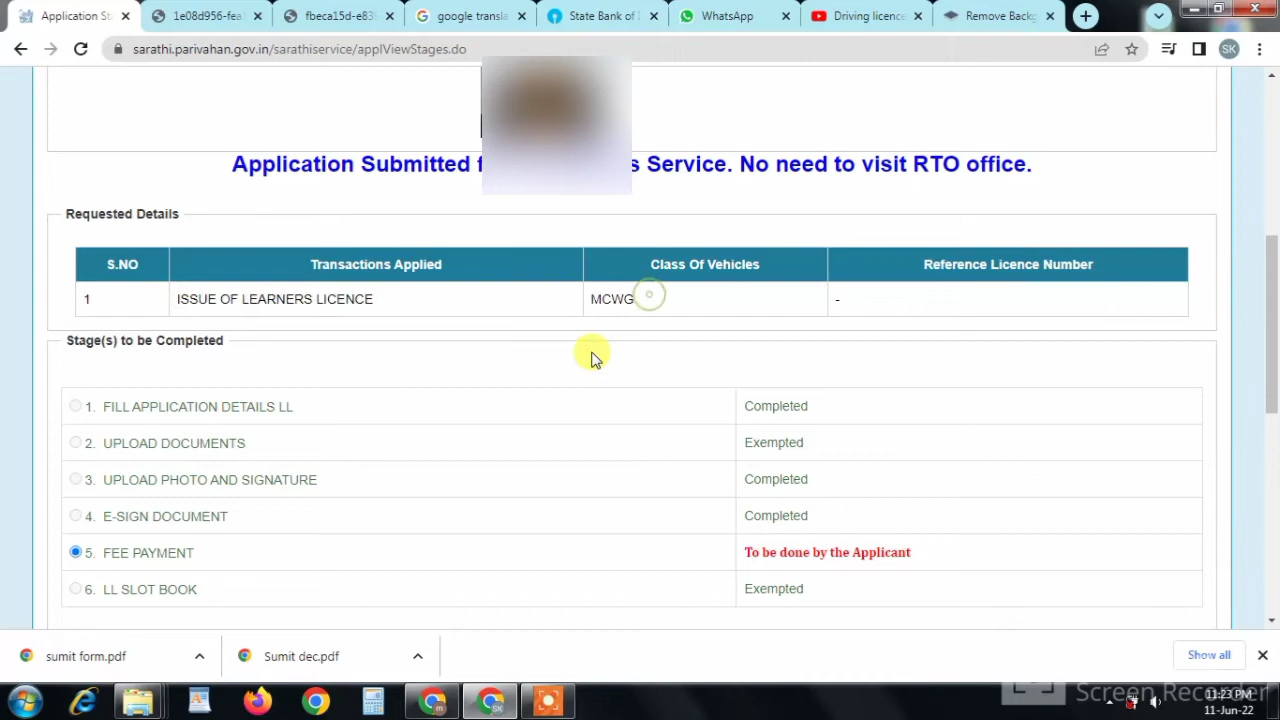 Application St
1e08d956-fea
fbeca15d-e83
google transla
State Bank of I
WhatsApp
Driving licence
Remove Back
sarathi.parivahan.gov.in/sarathiservice/applViewStages.do
SK
Application Submitted f s Service. No need to visit RTO office.
Requested Details
S.NO Transactions Applied Class Of Vehicles Reference Licence Number
1 ISSUE OF LEARNERS LICENCE MCWG -
Stage(s) to be Completed
1. FILL APPLICATION DETAILS LL Completed
2. UPLOAD DOCUMENTS Exempted
3. UPLOAD PHOTO AND SIGNATURE Completed
4. E-SIGN DOCUMENT Completed
5. FEE PAYMENT To be done by the Applicant
6. LL SLOT BOOK Exempted
sumit form.pdf
Sumit dec.pdf
Show all
Screen Recorder
11:23 PM
11-Jun-22